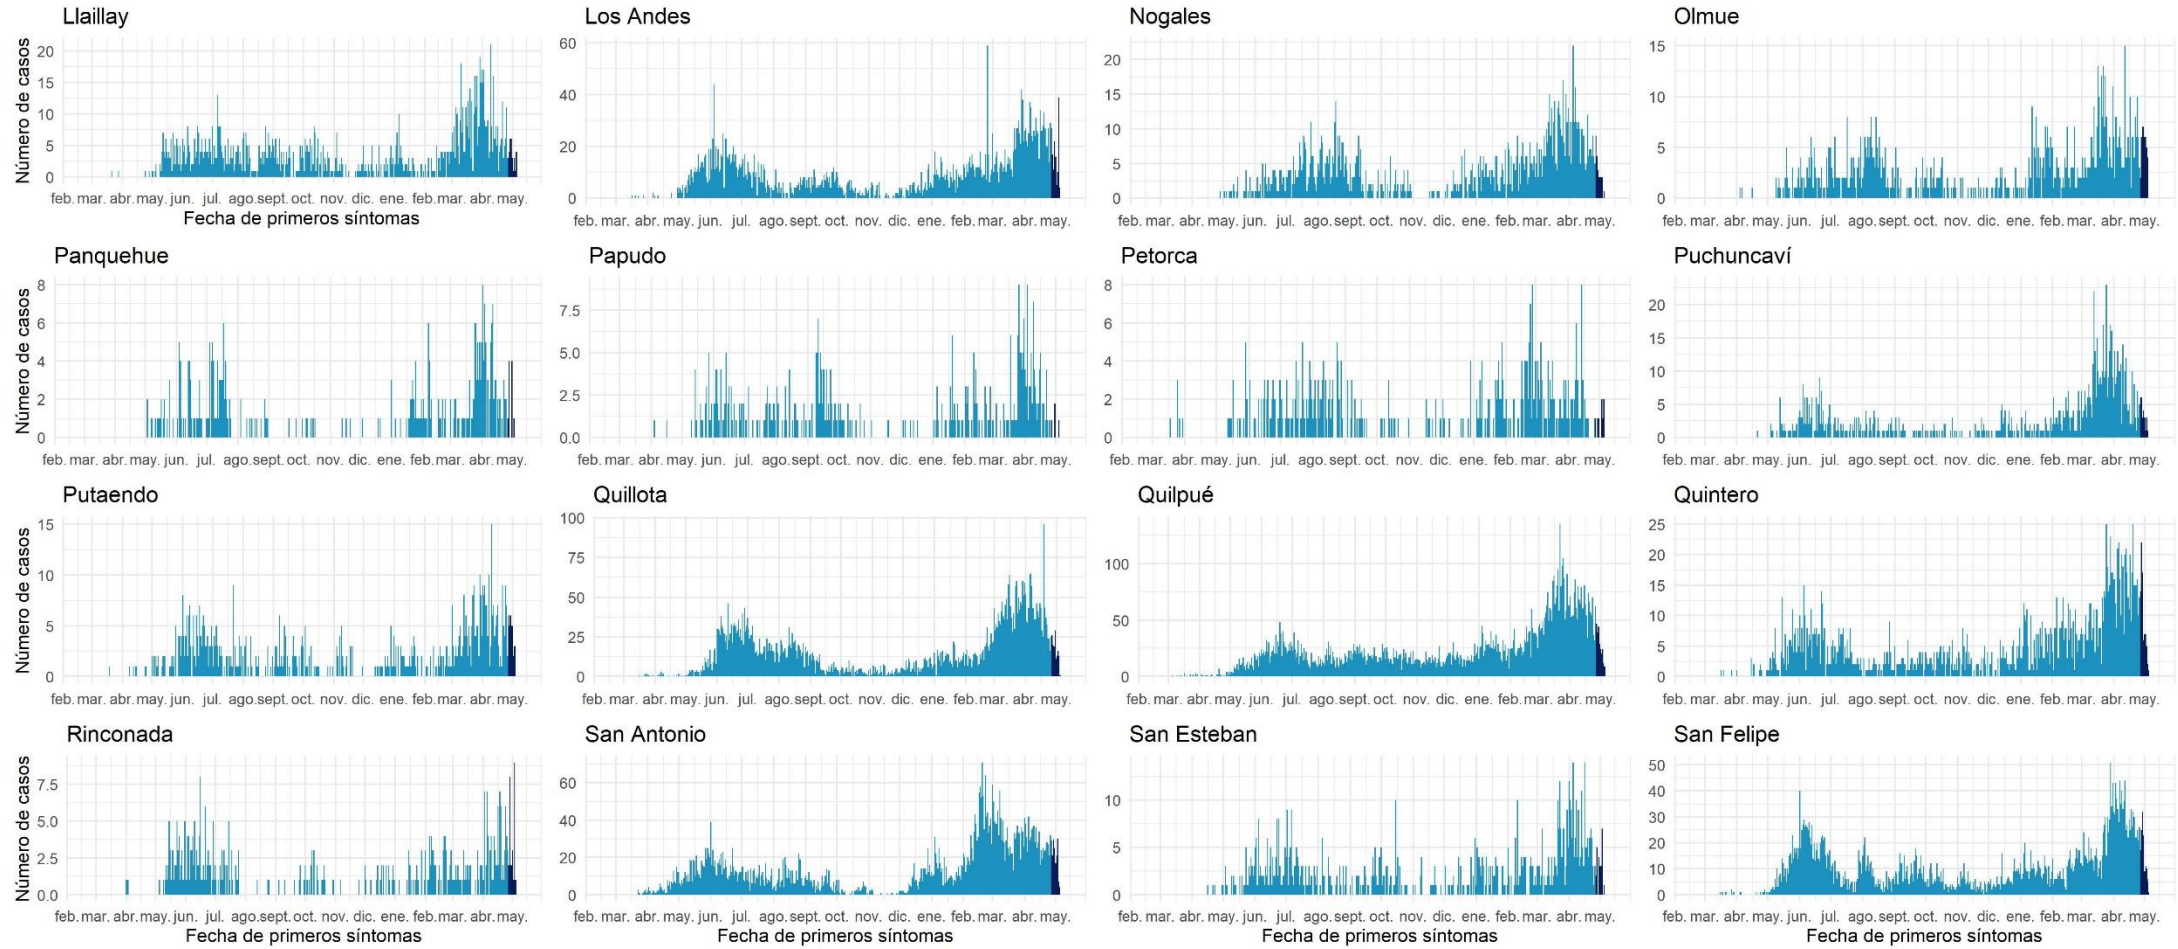 Llaillay
Los Andes
Nogales
Olmue
Número de casos
20
15
10
5
0
60
40
20
0
20
15
10
5
0
15
10
5
0
feb. mar. abr. may. jun. jul. ago. sept. oct. nov. dic. ene. feb. mar. abr. may.
feb. mar. abr. may. jun. jul. ago. sept. oct. nov. dic. ene. feb. mar. abr. may.
feb. mar. abr. may. jun. jul. ago. sept. oct. nov. dic. ene. feb. mar. abr. may.
feb. mar. abr. may. jun. jul. ago. sept. oct. nov. dic. ene. feb. mar. abr. may.
Fecha de primeros síntomas
Panquehue
Papudo
Petorca
Puchuncaví
Número de casos
8
6
4
2
0
7.5
5.0
2.5
0.0
8
6
4
2
0
20
15
10
5
0
feb. mar. abr. may. jun. jul. ago. sept. oct. nov. dic. ene. feb. mar. abr. may.
feb. mar. abr. may. jun. jul. ago. sept. oct. nov. dic. ene. feb. mar. abr. may.
feb. mar. abr. may. jun. jul. ago. sept. oct. nov. dic. ene. feb. mar. abr. may.
feb. mar. abr. may. jun. jul. ago. sept. oct. nov. dic. ene. feb. mar. abr. may.
Putaendo
Quillota
Quilpué
Quintero
Número de casos
15
10
5
0
100
75
50
25
0
100
50
0
25
20
15
10
5
0
feb. mar. abr. may. jun. jul. ago. sept. oct. nov. dic. ene. feb. mar. abr. may.
feb. mar. abr. may. jun. jul. ago. sept. oct. nov. dic. ene. feb. mar. abr. may.
feb. mar. abr. may. jun. jul. ago. sept. oct. nov. dic. ene. feb. mar. abr. may.
feb. mar. abr. may. jun. jul. ago. sept. oct. nov. dic. ene. feb. mar. abr. may.
Rinconada
San Antonio
San Esteban
San Felipe
Número de casos
7.5
5.0
2.5
0.0
60
40
20
0
10
5
0
50
40
30
20
10
0
feb. mar. abr. may. jun. jul. ago. sept. oct. nov. dic. ene. feb. mar. abr. may.
feb. mar. abr. may. jun. jul. ago. sept. oct. nov. dic. ene. feb. mar. abr. may.
feb. mar. abr. may. jun. jul. ago. sept. oct. nov. dic. ene. feb. mar. abr. may.
feb. mar. abr. may. jun. jul. ago. sept. oct. nov. dic. ene. feb. mar. abr. may.
Fecha de primeros síntomas
Fecha de primeros síntomas
Fecha de primeros síntomas
Fecha de primeros síntomas